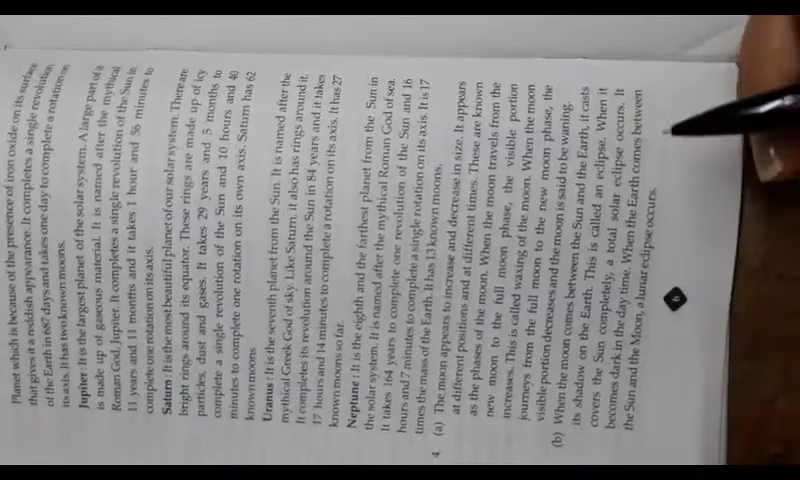 Planet which is because of the presence of iron oxide on its surface
that gives it a reddish appearance. It completes a single revolution
of the Earth in 687 days and takes one day to complete a rotation on
its axis. It has two known moons.
Jupiter : It is the largest planet of the solar system. A large part of it
is made up of gaseous material. It is named after the mythical
Roman God, Jupiter. It completes a single revolution of the Sun in
11 years and 11 months and it takes 1 hour and 56 minutes to
complete one rotation on its axis.
Saturn : It is the most beautiful planet of our solar system. There are
bright rings around its equator. These rings are made up of icy
particles, dust and gases. It takes 29 years and 5 months to
complete a single revolution of the Sun and 10 hours and 40
minutes to complete one rotation on its own axis. Saturn has 62
known moons.
Uranus : It is the seventh planet from the Sun. It is named after the
mythical Greek God of sky. Like Saturn, it also has rings around it.
It completes its revolution around the Sun in 84 years and it takes
17 hours and 14 minutes to complete a rotation on its axis. It has 27
known moons so far.
Neptune : It is the eighth and the farthest planet from the Sun in
the solar system. It is named after the mythical Roman God of sea.
It takes 164 years to complete one revolution of the Sun and 16
hours and 7 minutes to complete a single rotation on its axis. It is 17
times the mass of the Earth. It has 13 known moons.
4. (a) The moon appears to increase and decrease in size. It appears
at different positions and at different times. These are known
as the phases of the moon. When the moon travels from the
new moon to the full moon phase, the visible portion
increases. This is called waxing of the moon. When the moon
journeys from the full moon to the new moon phase, the
visible portion decreases and the moon is said to be waning.
(b) When the moon comes between the Sun and the Earth, it casts
its shadow on the Earth. This is called an eclipse. When it
covers the Sun completely, a total solar eclipse occurs. It
becomes dark in the day time. When the Earth comes between
the Sun and the Moon, a lunar eclipse occurs.